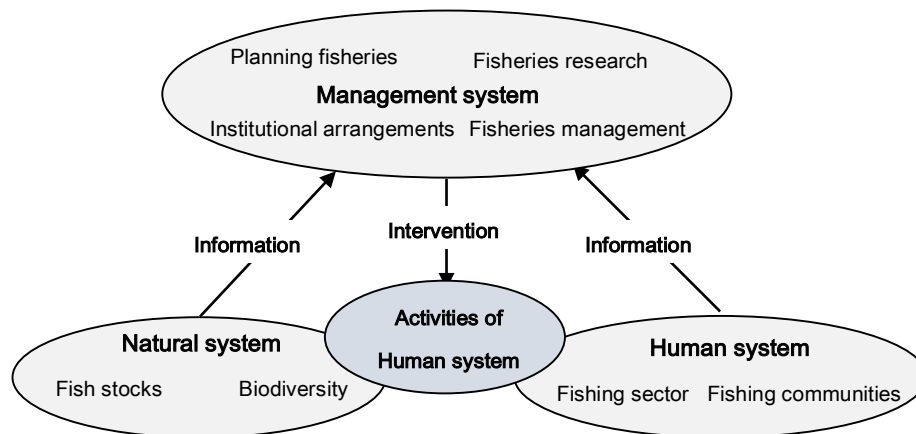 Planning fisheries
Fisheries research
Management system
Institutional arrangements
Fisheries management
Information
Intervention
Information
Activities of
Human system
Natural system
Fish stocks
Biodiversity
Human system
Fishing sector
Fishing communities